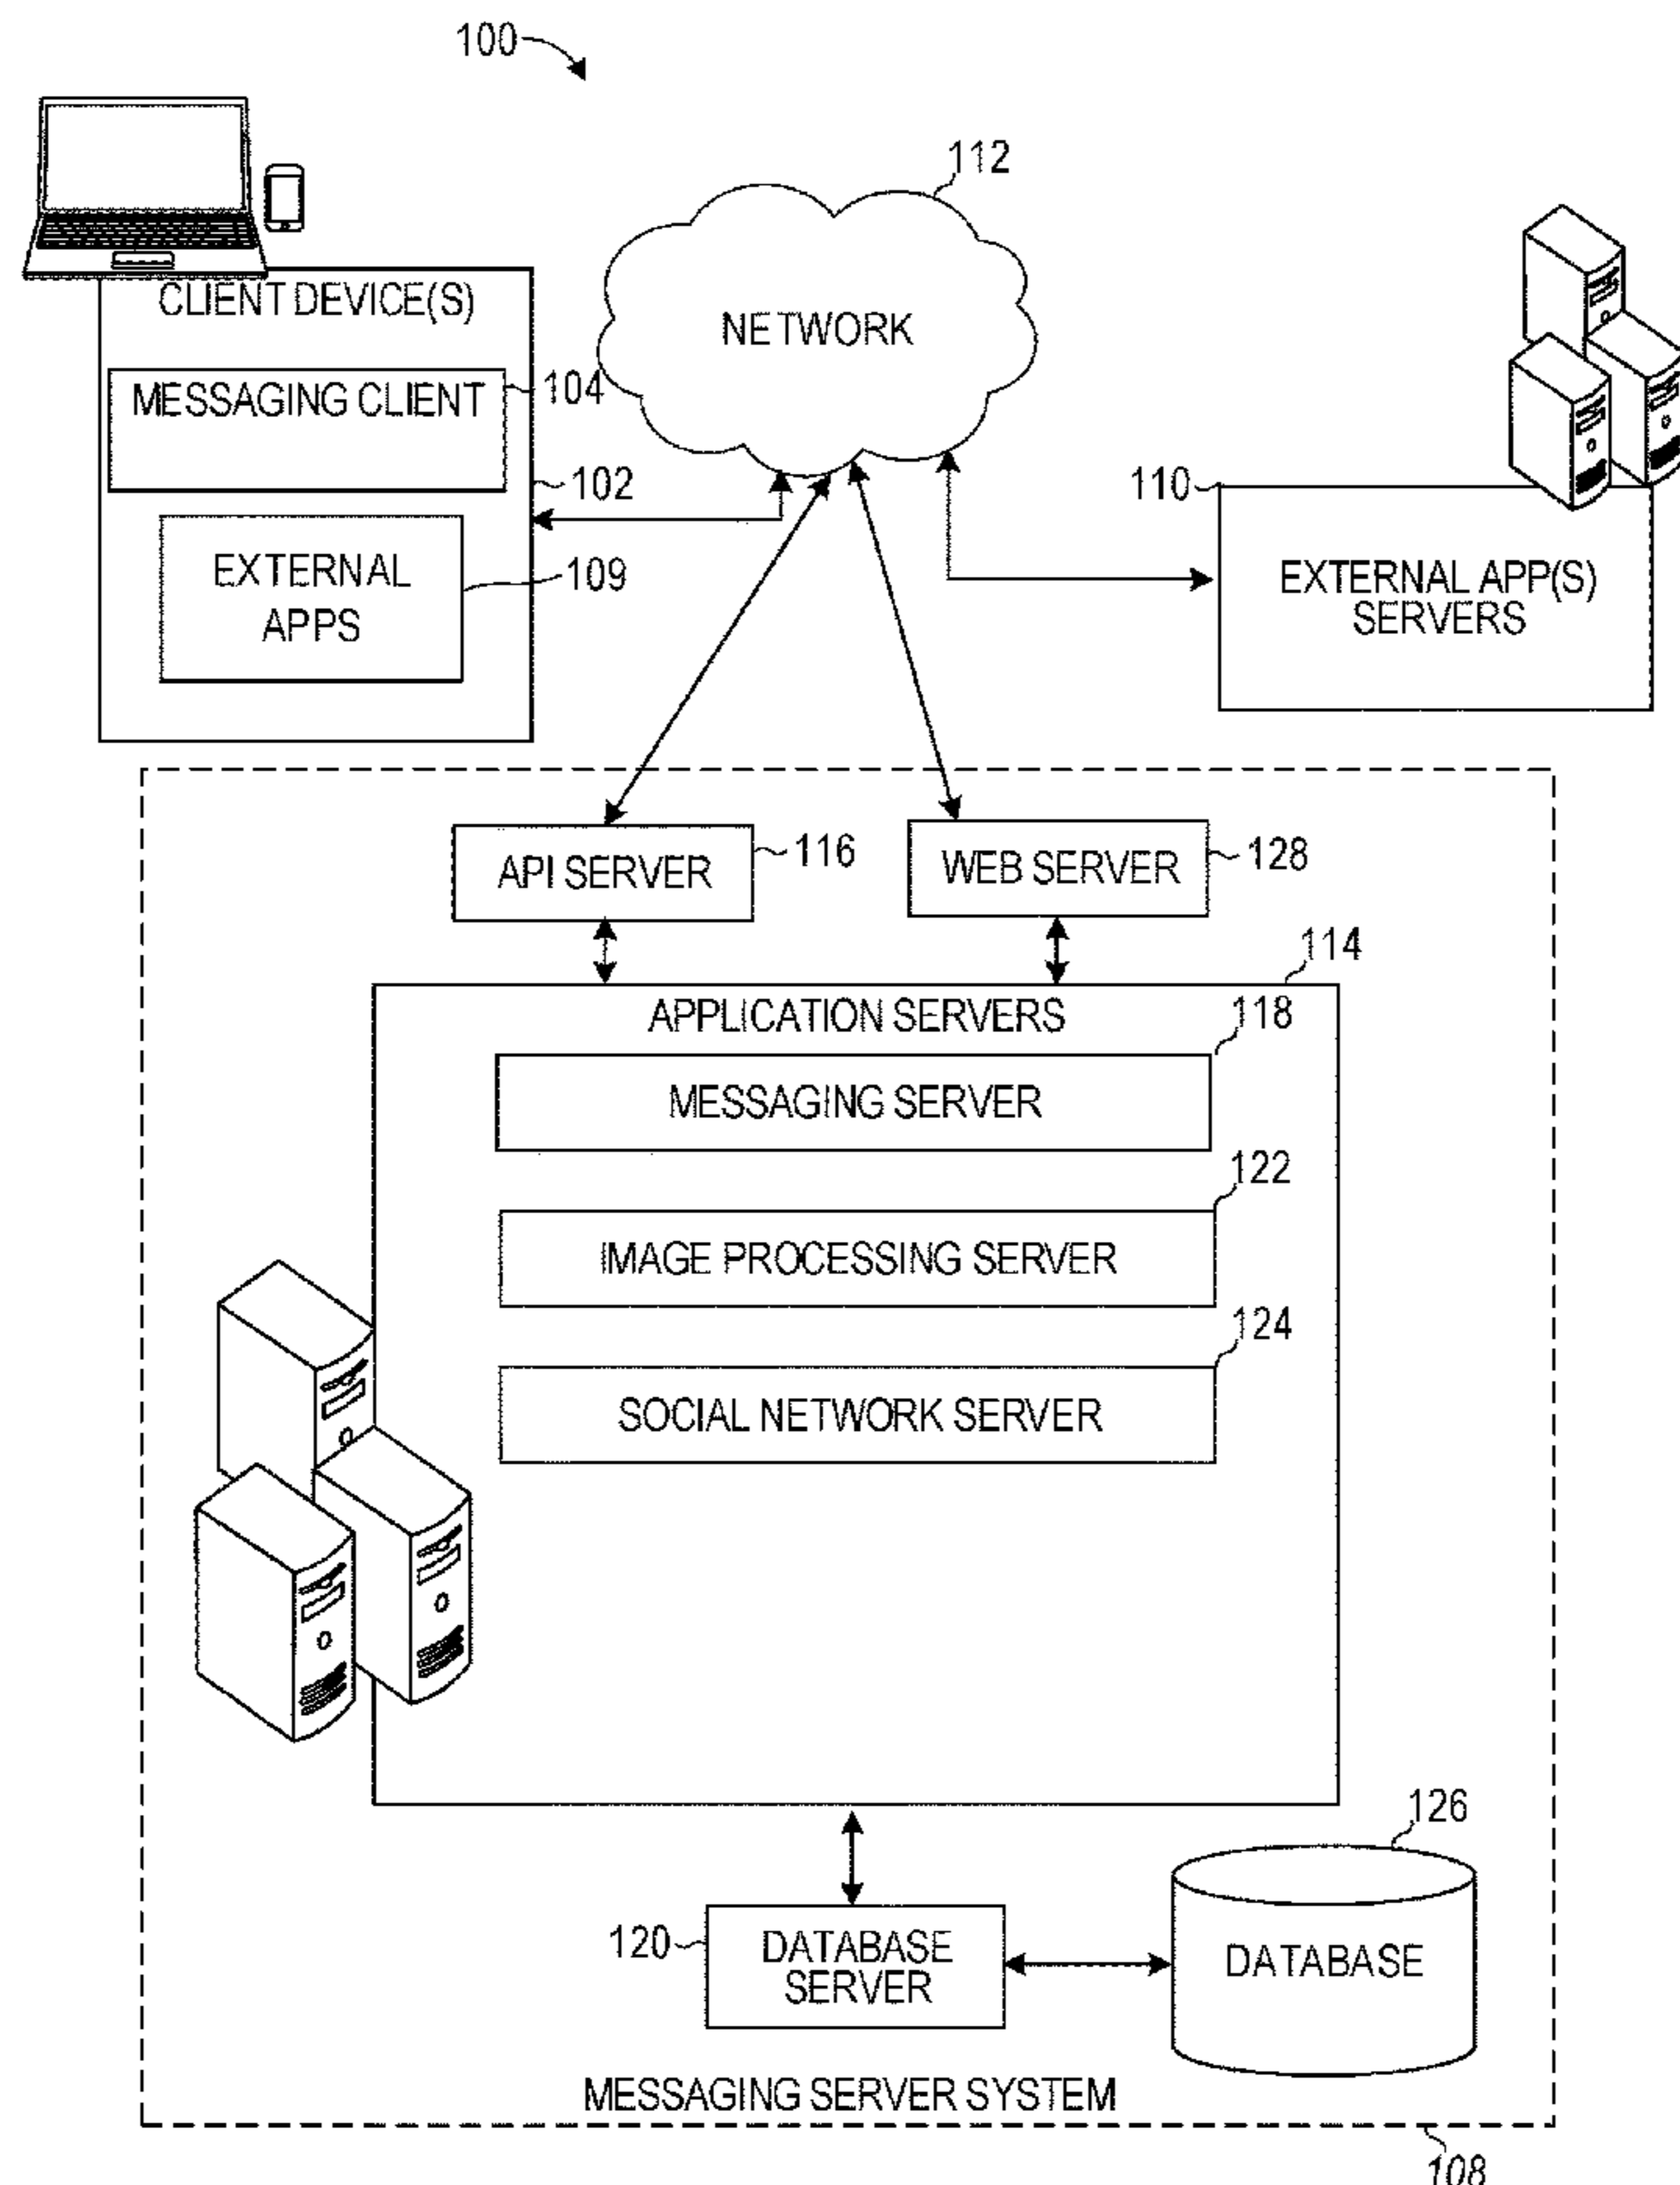 100
112
CLIENT DEVICE(S)
NETWORK
MESSAGING CLIENT
104
102
110
EXTERNAL
APPS
109
EXTERNAL APP(S)
SERVERS
API SERVER
116
WEB SERVER
128
114
APPLICATION SERVERS
118
MESSAGING SERVER
122
IMAGE PROCESSING SERVER
124
SOCIAL NETWORK SERVER
126
120
DATABASE
SERVER
DATABASE
MESSAGING SERVER SYSTEM
108